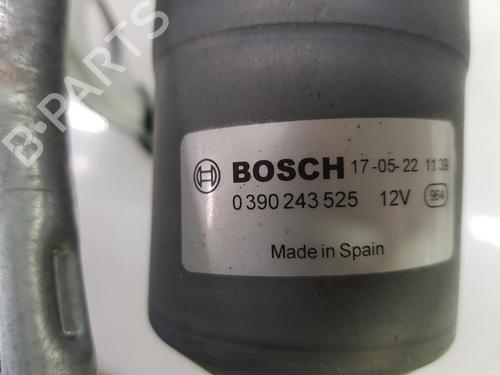 B-PARTS
BOSCH 17-05-22 11:39
0 390 243 525 12V 964
Made in Spain